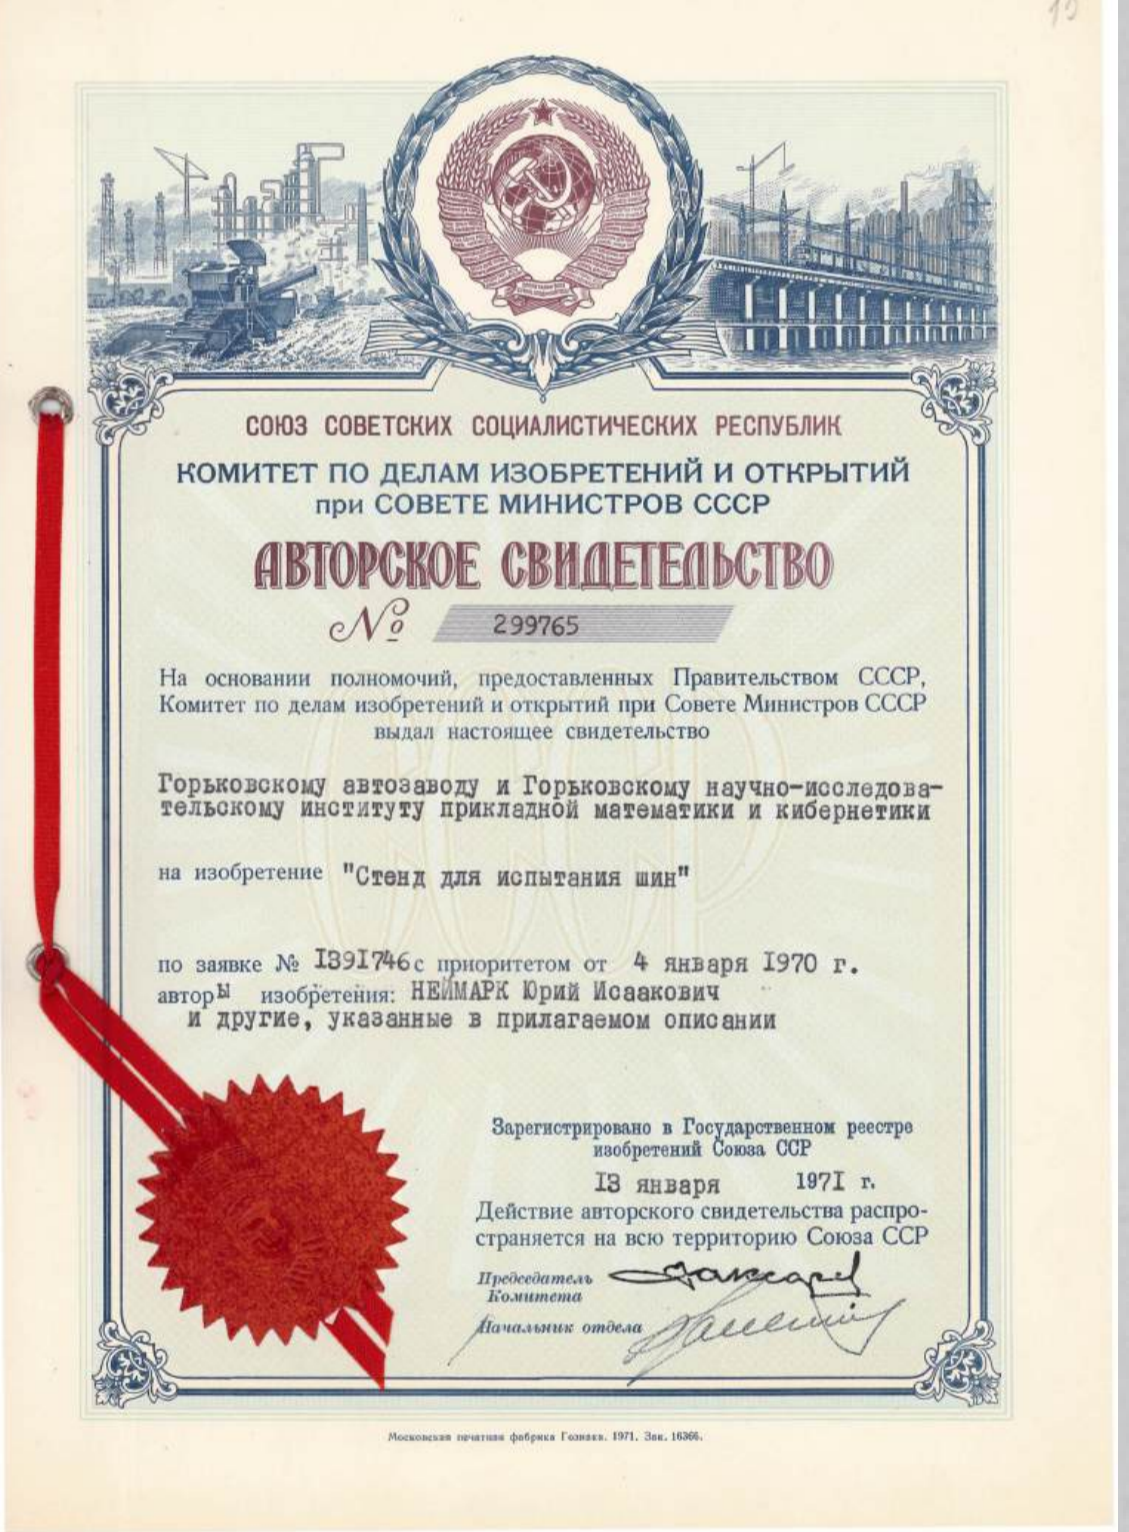 СОЮЗ СОВЕТСКИХ СОЦИАЛИСТИЧЕСКИХ РЕСПУБЛИК
КОМИТЕТ ПО ДЕЛАМ ИЗОБРЕТЕНИЙ И ОТКРЫТИЙ
при СОВЕТЕ МИНИСТРОВ СССР
АВТОРСКОЕ СВИДЕТЕЛЬСТВО
№ 299765
На основании полномочий, предоставленных Правительством СССР,
Комитет по делам изобретений и открытий при Совете Министров СССР
выдал настоящее свидетельство
Горьковскому автозаводу и Горьковскому научно-исследова-
тельскому институту прикладной математики и кибернетики
на изобретение "Стенд для испытания шин"
по заявке № I39I746 с приоритетом от 4 января I970 г.
авторы изобретения: НЕЙМАРК Юрий Исаакович
и другие, указанные в прилагаемом описании
Зарегистрировано в Государственном реестре
изобретений Союза ССР
I3 января 197I г.
Действие авторского свидетельства распро-
страняется на всю территорию Союза ССР
Председатель
Комитета
Начальник отдела
Московская печатная фабрика Гознака. 1971. Зак. 16366.